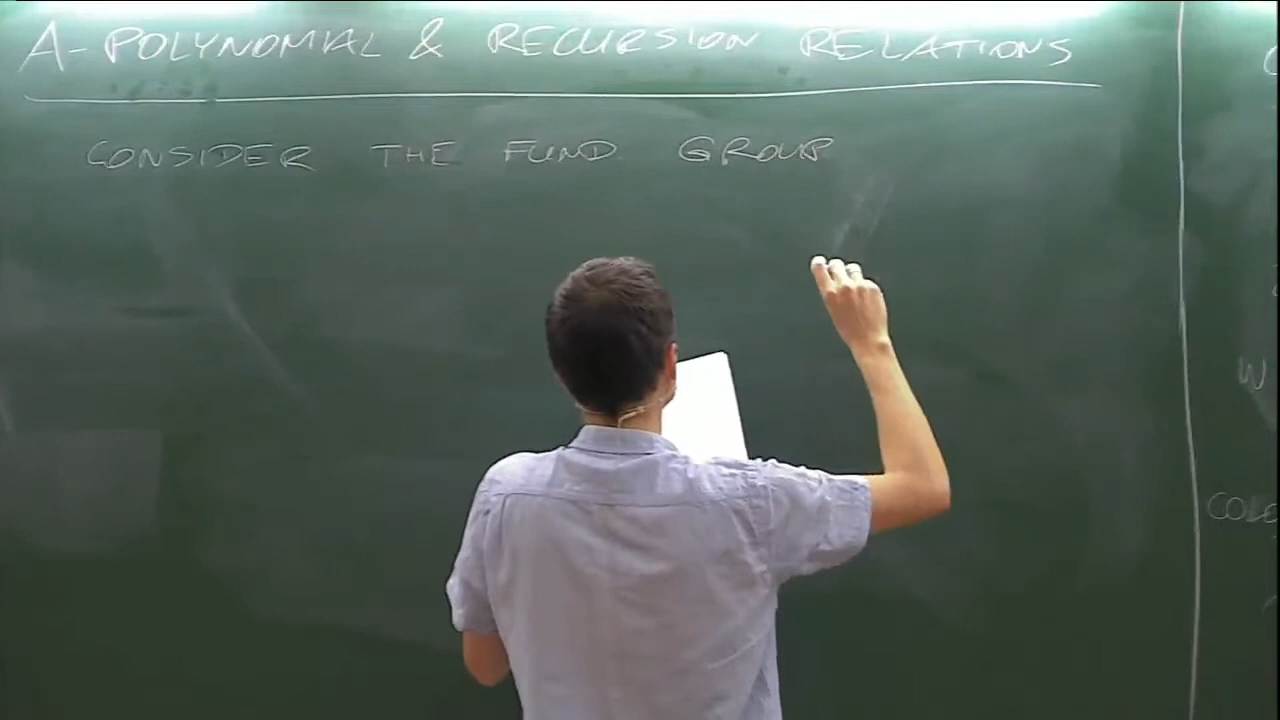 A-POLYNOMIAL & RECURSION RELATIONS
CONSIDER THE FUND. GROUP
W